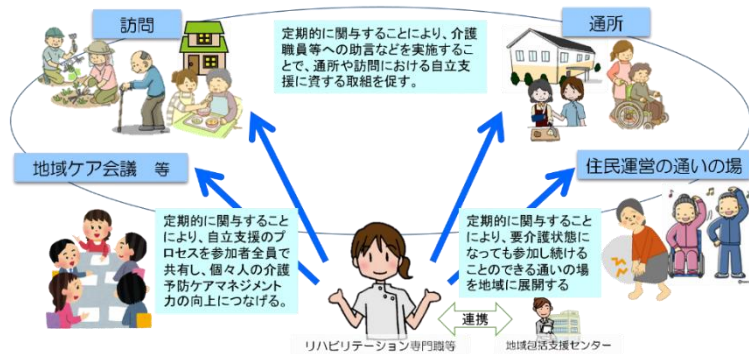 訪問
定期的に関与することにより、介護
職員等への助言などを実施するこ
とで、通所や訪問における自立支
援に資する取組を促す。
通所
地域ケア会議 等
住民運営の通いの場
定期的に関与すること
により、自立支援のプロ
セスを参加者全員で
共有し、個々人の介護
予防ケアマネジメント
力の向上につなげる。
定期的に関与すること
により、要介護状態に
なっても参加し続ける
ことのできる通いの場
を地域に展開する
連携
リハビリテーション専門職等
地域包括支援センター